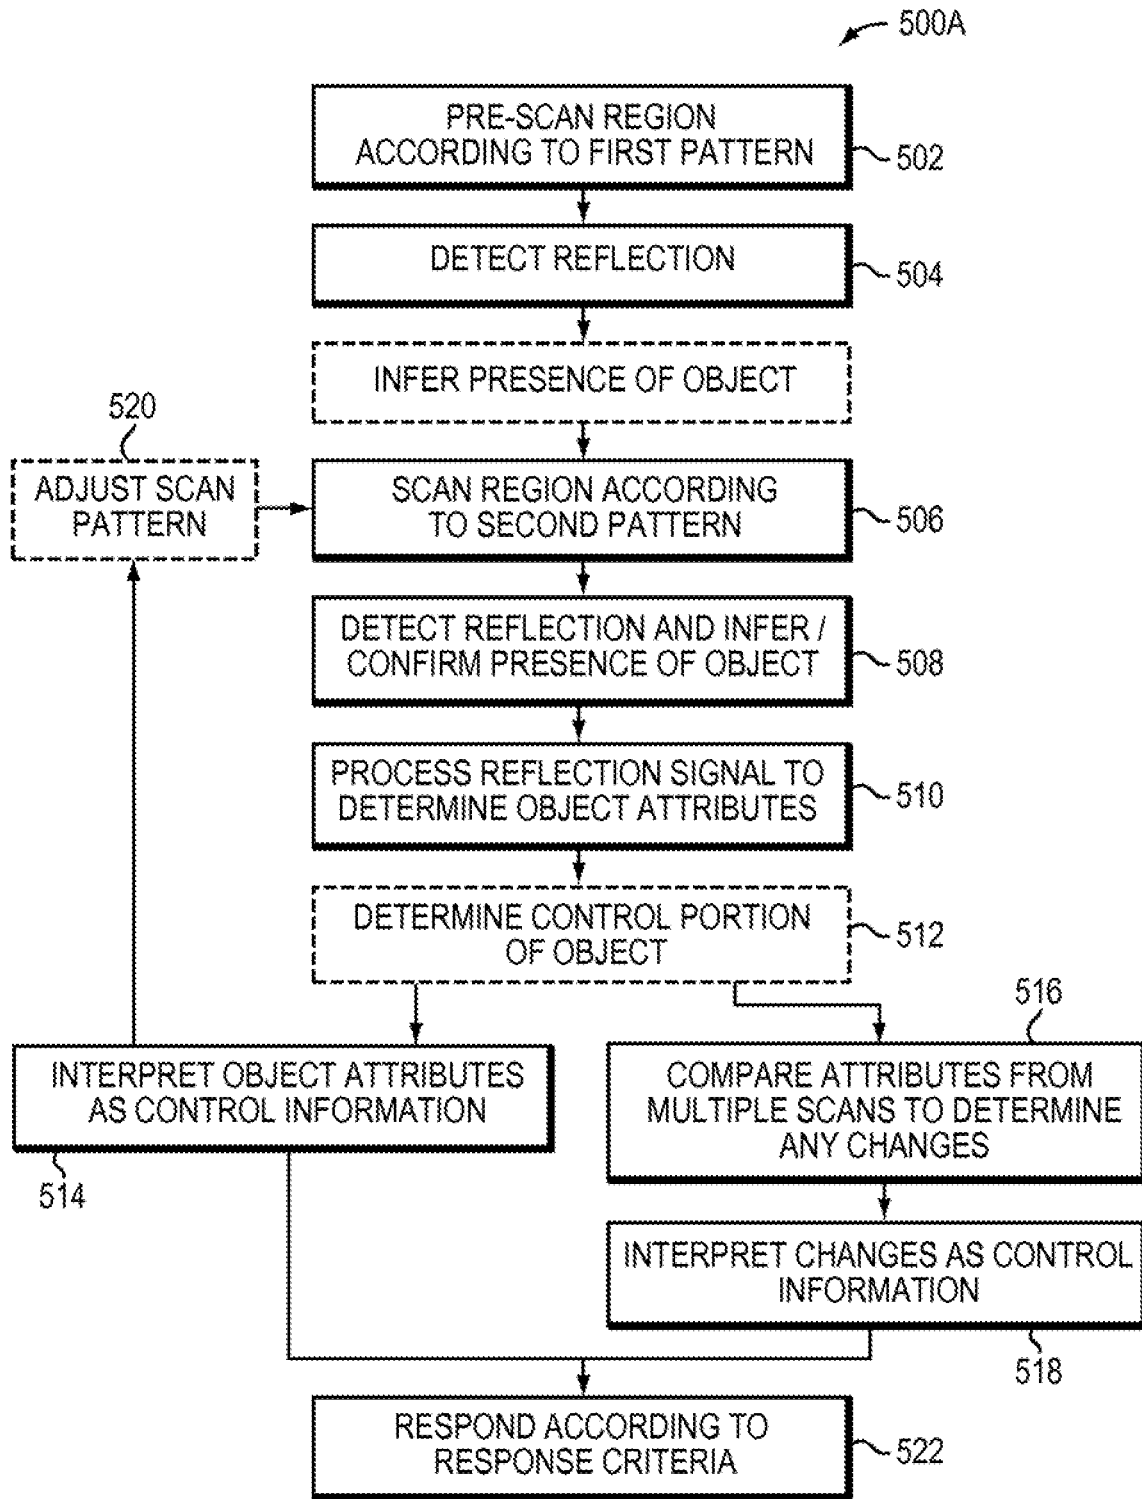 500A
PRE-SCAN REGION
ACCORDING TO FIRST PATTERN
502
DETECT REFLECTION
504
INFER PRESENCE OF OBJECT
520
ADJUST SCAN
PATTERN
SCAN REGION ACCORDING
TO SECOND PATTERN
506
DETECT REFLECTION AND INFER /
CONFIRM PRESENCE OF OBJECT
508
PROCESS REFLECTION SIGNAL TO
DETERMINE OBJECT ATTRIBUTES
510
DETERMINE CONTROL PORTION
OF OBJECT
512
INTERPRET OBJECT ATTRIBUTES
AS CONTROL INFORMATION
514
516
COMPARE ATTRIBUTES FROM
MULTIPLE SCANS TO DETERMINE
ANY CHANGES
INTERPRET CHANGES AS CONTROL
INFORMATION
518
RESPOND ACCORDING TO
RESPONSE CRITERIA
522